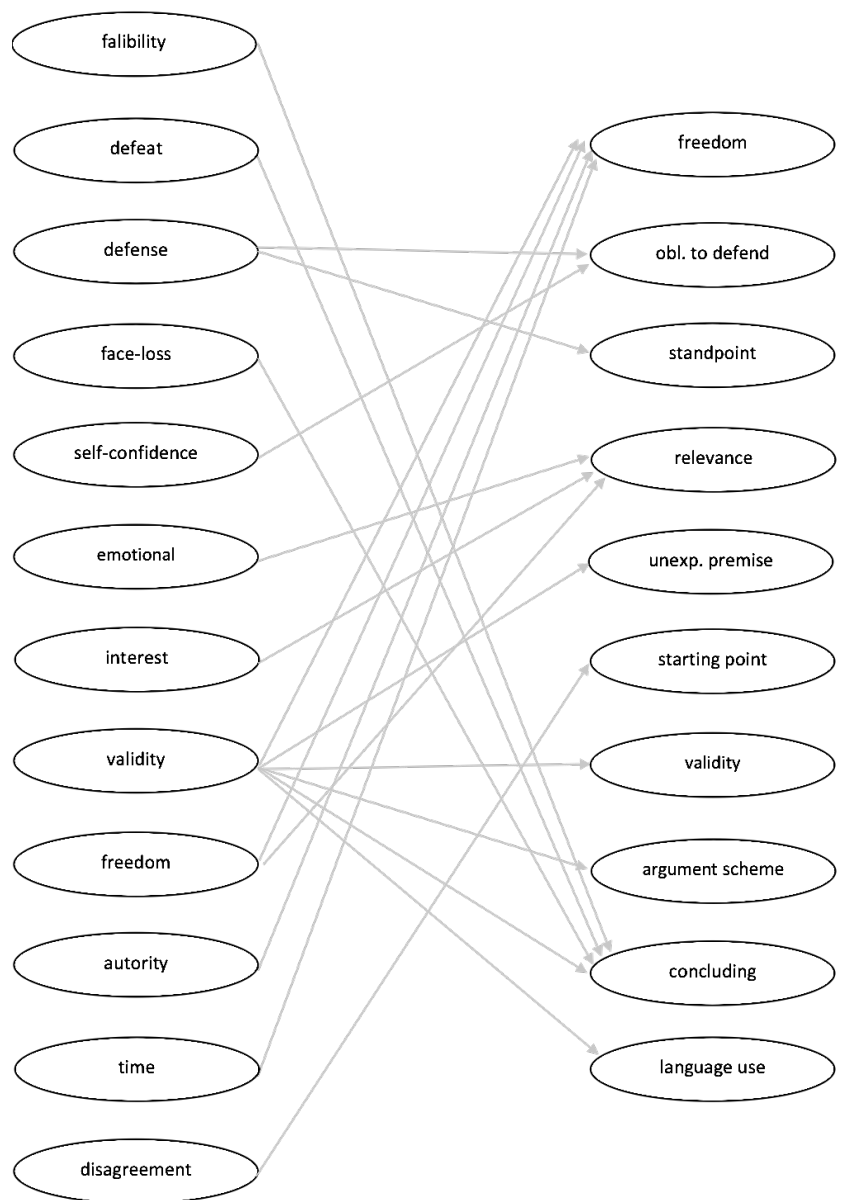 falibility
defeat
defense
face-loss
self-confidence
emotional
interest
validity
freedom
autority
time
disagreement
freedom
obl. to defend
standpoint
relevance
unexp. premise
starting point
validity
argument scheme
concluding
language use